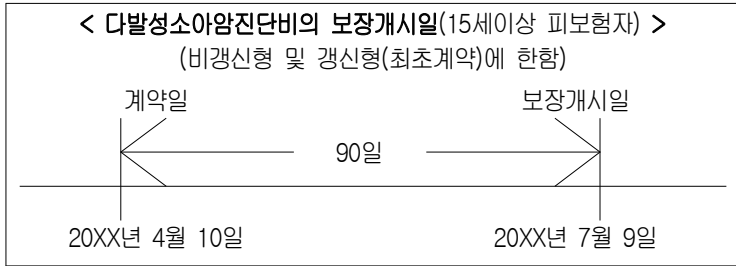 < 다발성소아암진단비의 보장개시일(15세이상 피보험자) >
(비갱신형 및 갱신형(최초계약)에 한함)
계약일 보장개시일
90일
20XX년 4월 10일 20XX년 7월 9일